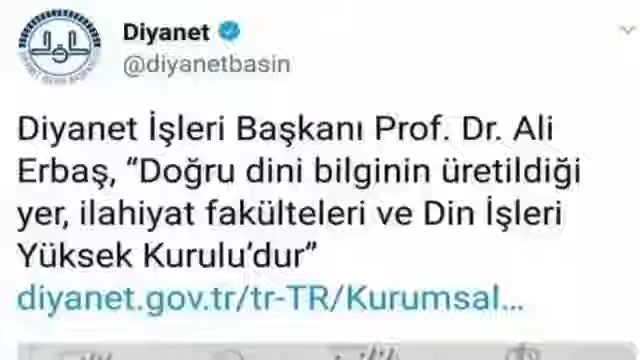 Diyanet
@diyanetbasin
Diyanet İşleri Başkanı Prof. Dr. Ali
Erbaş, “Doğru dini bilginin üretildiği
yer, ilahiyat fakülteleri ve Din İşleri
Yüksek Kurulu’dur”
diyanet.gov.tr/tr-TR/Kurumsal...